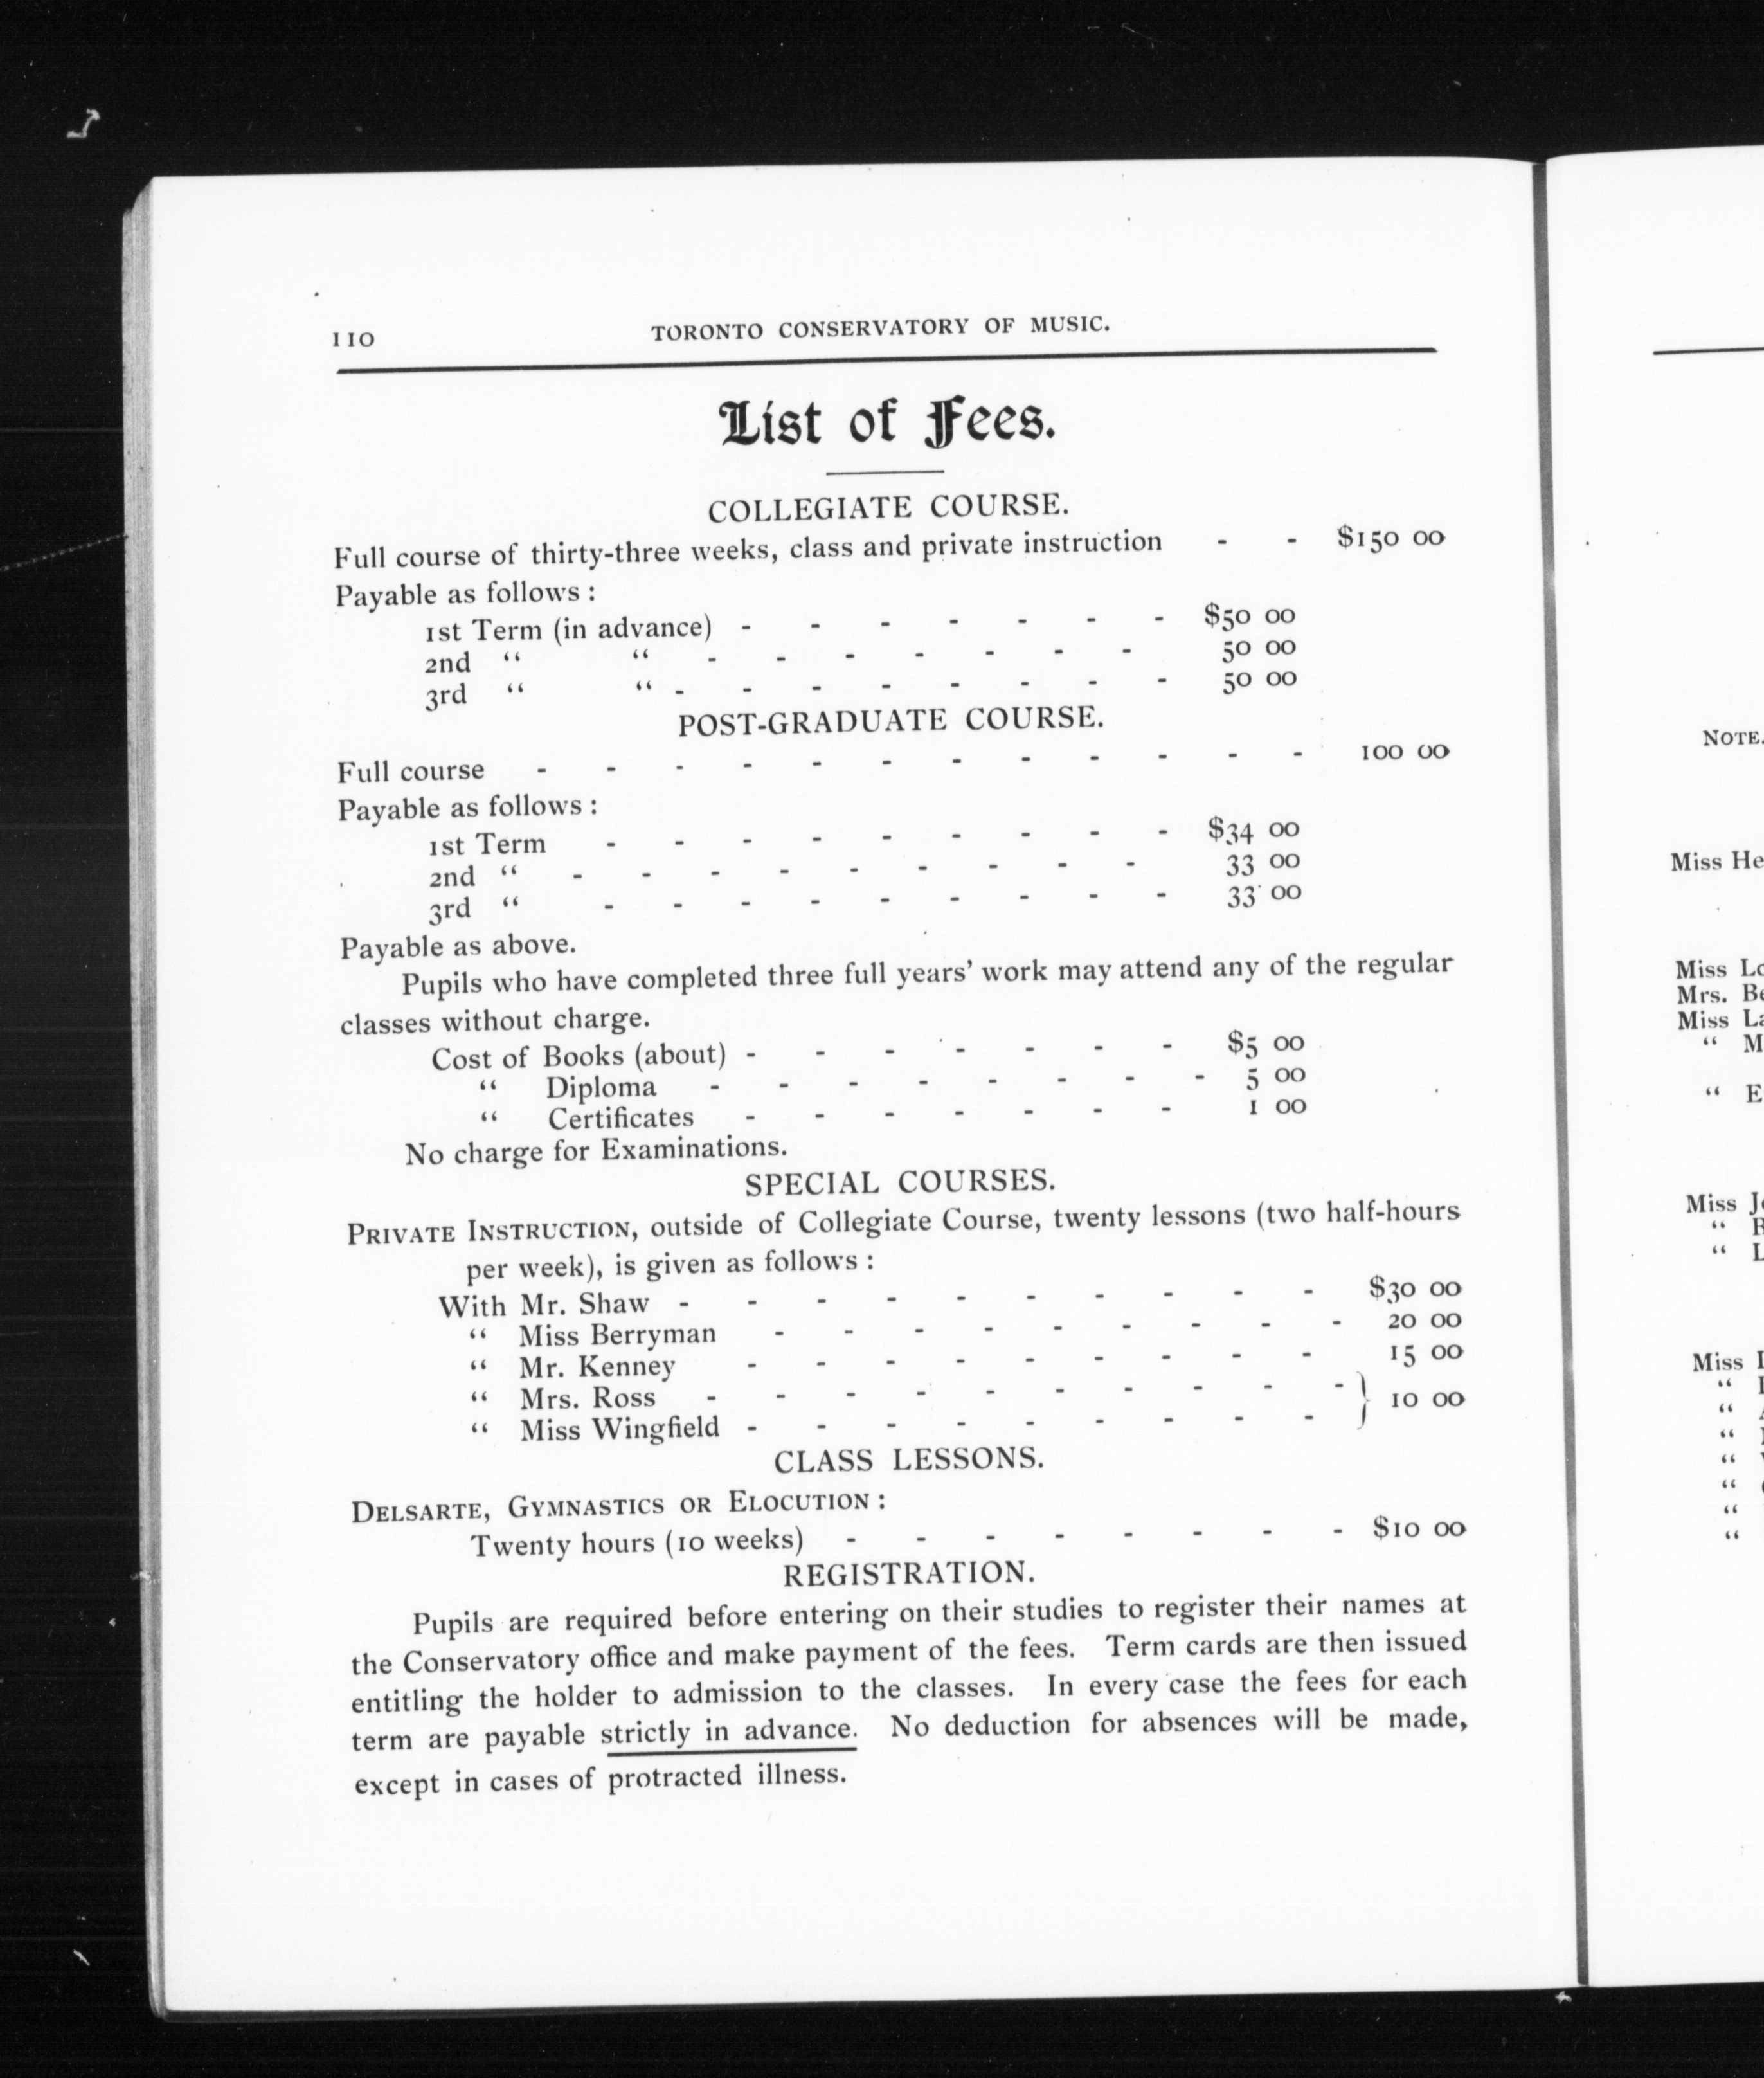 110 TORONTO CONSERVATORY OF MUSIC.
List of Fees.
COLLEGIATE COURSE.
Full course of thirty-three weeks, class and private instruction - - $150 00
Payable as follows :
1st Term (in advance) - - - - - - - $50 00
2nd “ “ - - - - - - - 50 00
3rd “ “ - - - - - - - - 50 00
POST-GRADUATE COURSE.
Full course - - - - - - - - - - - - 100 00
Payable as follows :
1st Term - - - - - - - - - $34 00
2nd “ - - - - - - - - - 33 00
3rd “ - - - - - - - - - 33 00
Payable as above.
Pupils who have completed three full years’ work may attend any of the regular
classes without charge.
Cost of Books (about) - - - - - - - $5 00
“ Diploma - - - - - - - - 5 00
“ Certificates - - - - - - - 1 00
No charge for Examinations.
SPECIAL COURSES.
PRIVATE INSTRUCTION, outside of Collegiate Course, twenty lessons (two half-hours
per week), is given as follows :
With Mr. Shaw - - - - - - - - - - $30 00
“ Miss Berryman - - - - - - - - - 20 00
“ Mr. Kenney - - - - - - - - - 15 00
“ Mrs. Ross - - - - - - - - - - } 10 00
“ Miss Wingfield - - - - - - - - -
CLASS LESSONS.
DELSARTE, GYMNASTICS OR ELOCUTION :
Twenty hours (10 weeks) - - - - - - - - $10 00
REGISTRATION.
Pupils are required before entering on their studies to register their names at
the Conservatory office and make payment of the fees. Term cards are then issued
entitling the holder to admission to the classes. In every case the fees for each
term are payable strictly in advance. No deduction for absences will be made,
except in cases of protracted illness.
NOTE.
Miss
Miss
Mrs.
Miss
“
“
Miss
“
“
Miss
“
“
“
“
“
“
“